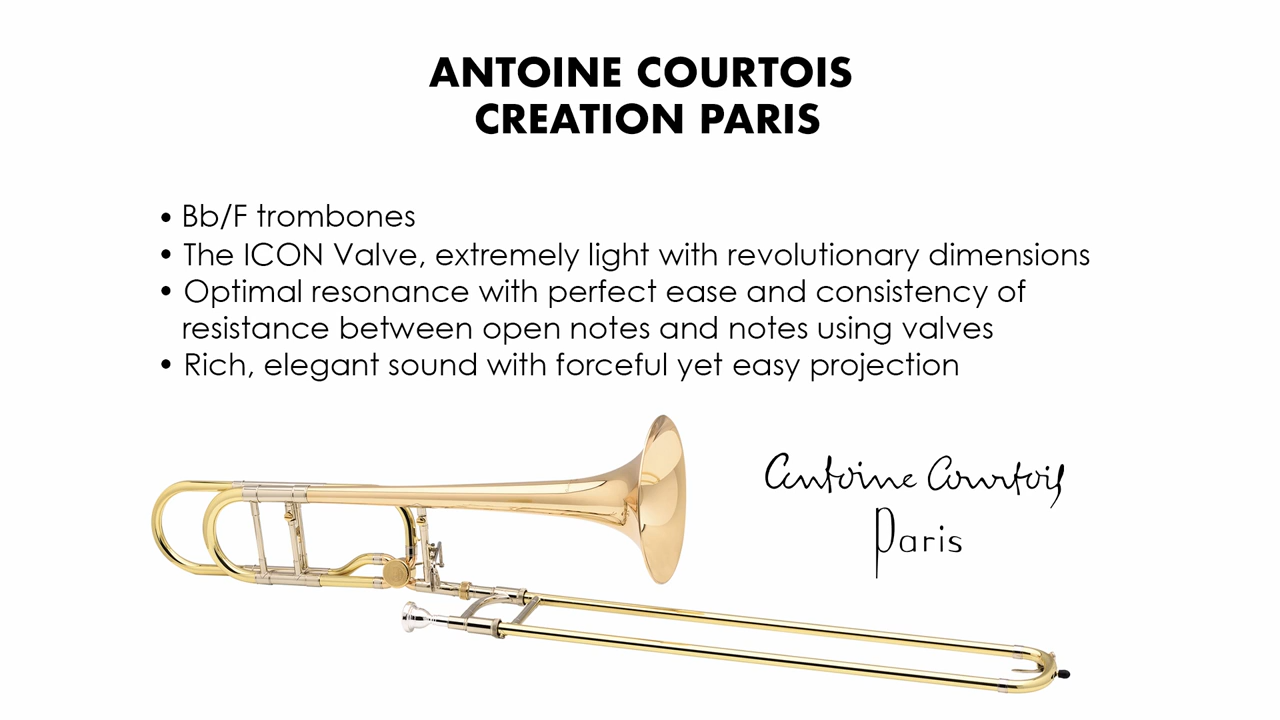 ANTOINE COURTOIS
CREATION PARIS
• Bb/F trombones
• The ICON Valve, extremely light with revolutionary dimensions
• Optimal resonance with perfect ease and consistency of
resistance between open notes and notes using valves
• Rich, elegant sound with forceful yet easy projection
Antoine Courtois
Paris